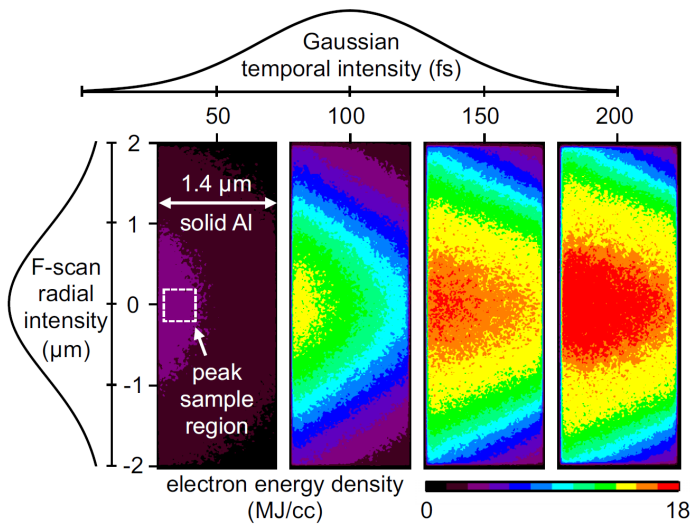 Gaussian
temporal intensity (fs)
50
100
150
200
2
1
0
-1
-2
F-scan
radial
intensity
(μm)
1.4 μm
solid Al
peak
sample
region
electron energy density
(MJ/cc)
0
18